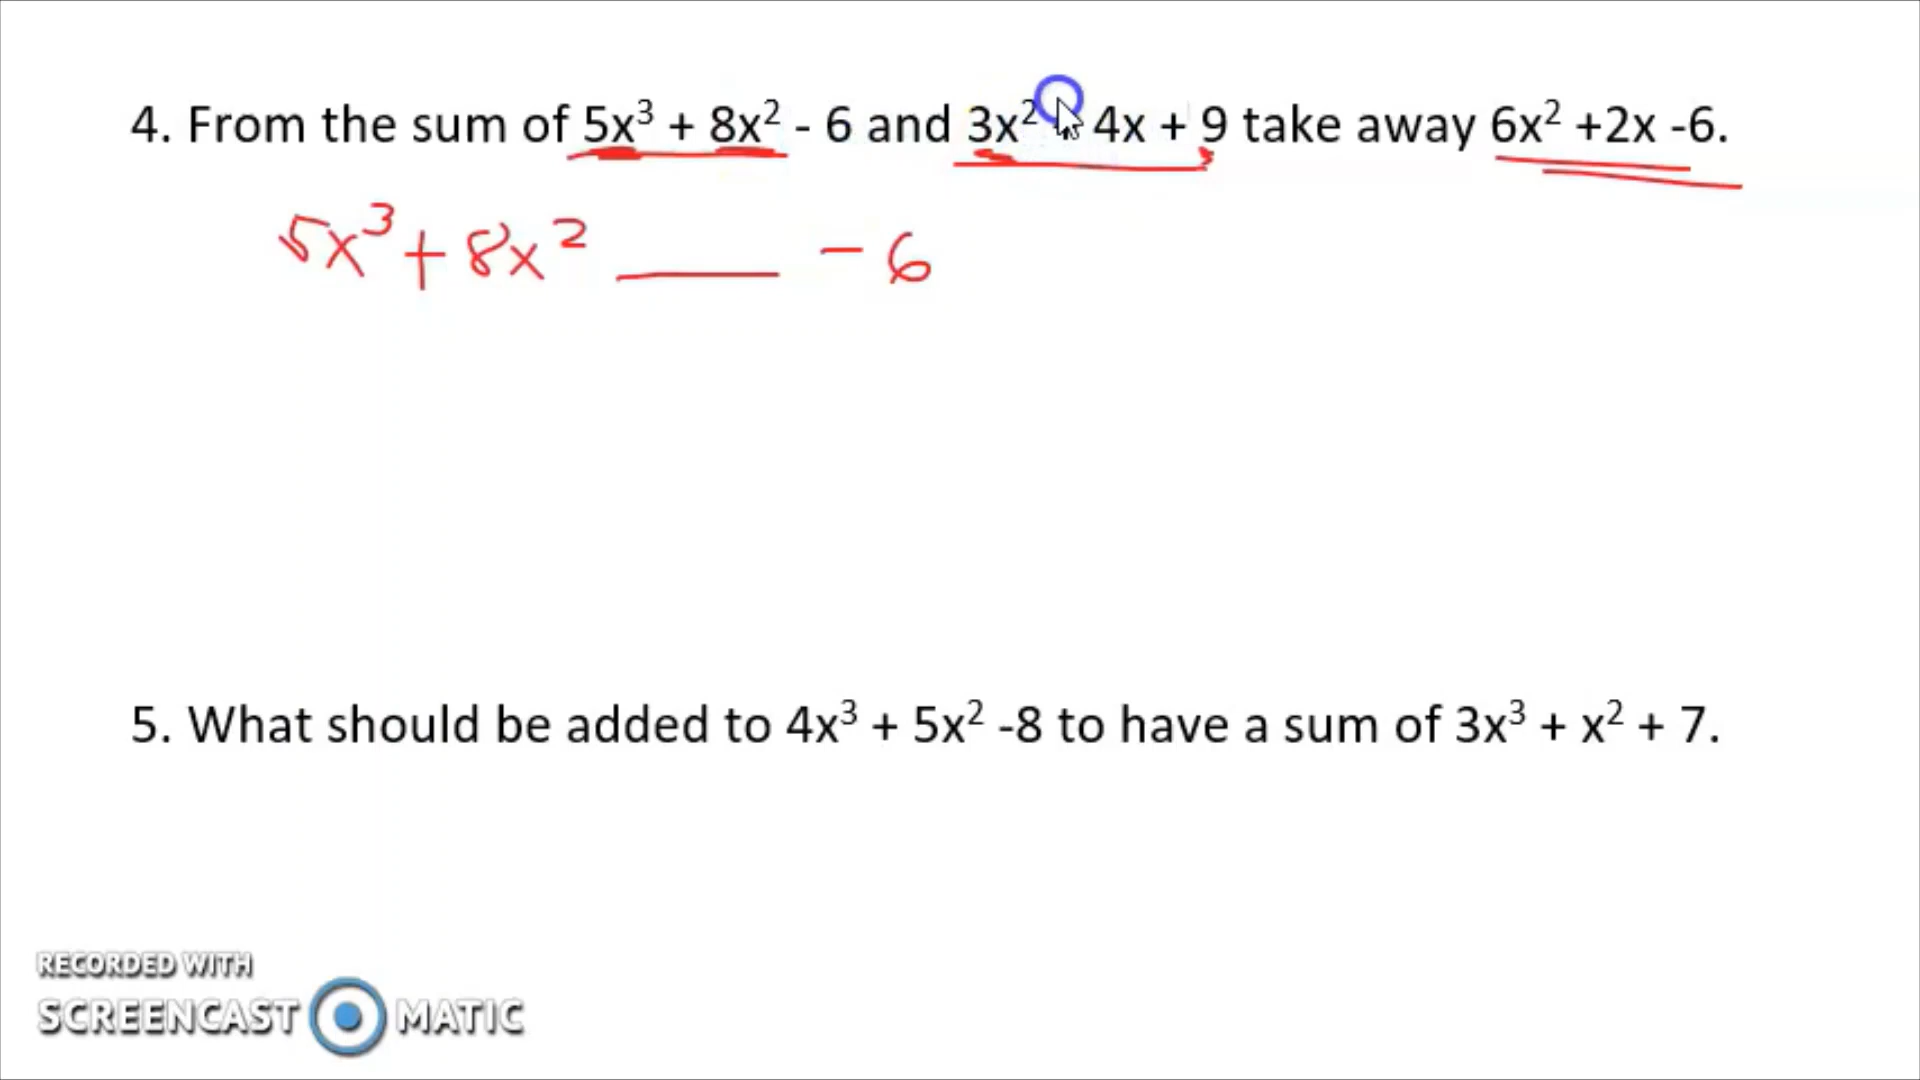 4. From the sum of 5x³ + 8x² - 6 and 3x² 4x + 9 take away 6x² +2x -6.
5x³ + 8x² ____ - 6
5. What should be added to 4x³ + 5x² -8 to have a sum of 3x³ + x² + 7.
RECORDED WITH
SCREENCAST MATIC